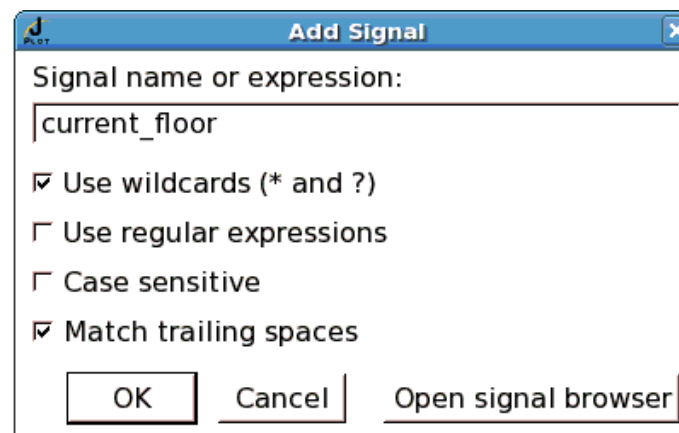 J PLOT
Add Signal
Signal name or expression:
current_floor
Use wildcards (* and ?)
Use regular expressions
Case sensitive
Match trailing spaces
OK Cancel Open signal browser